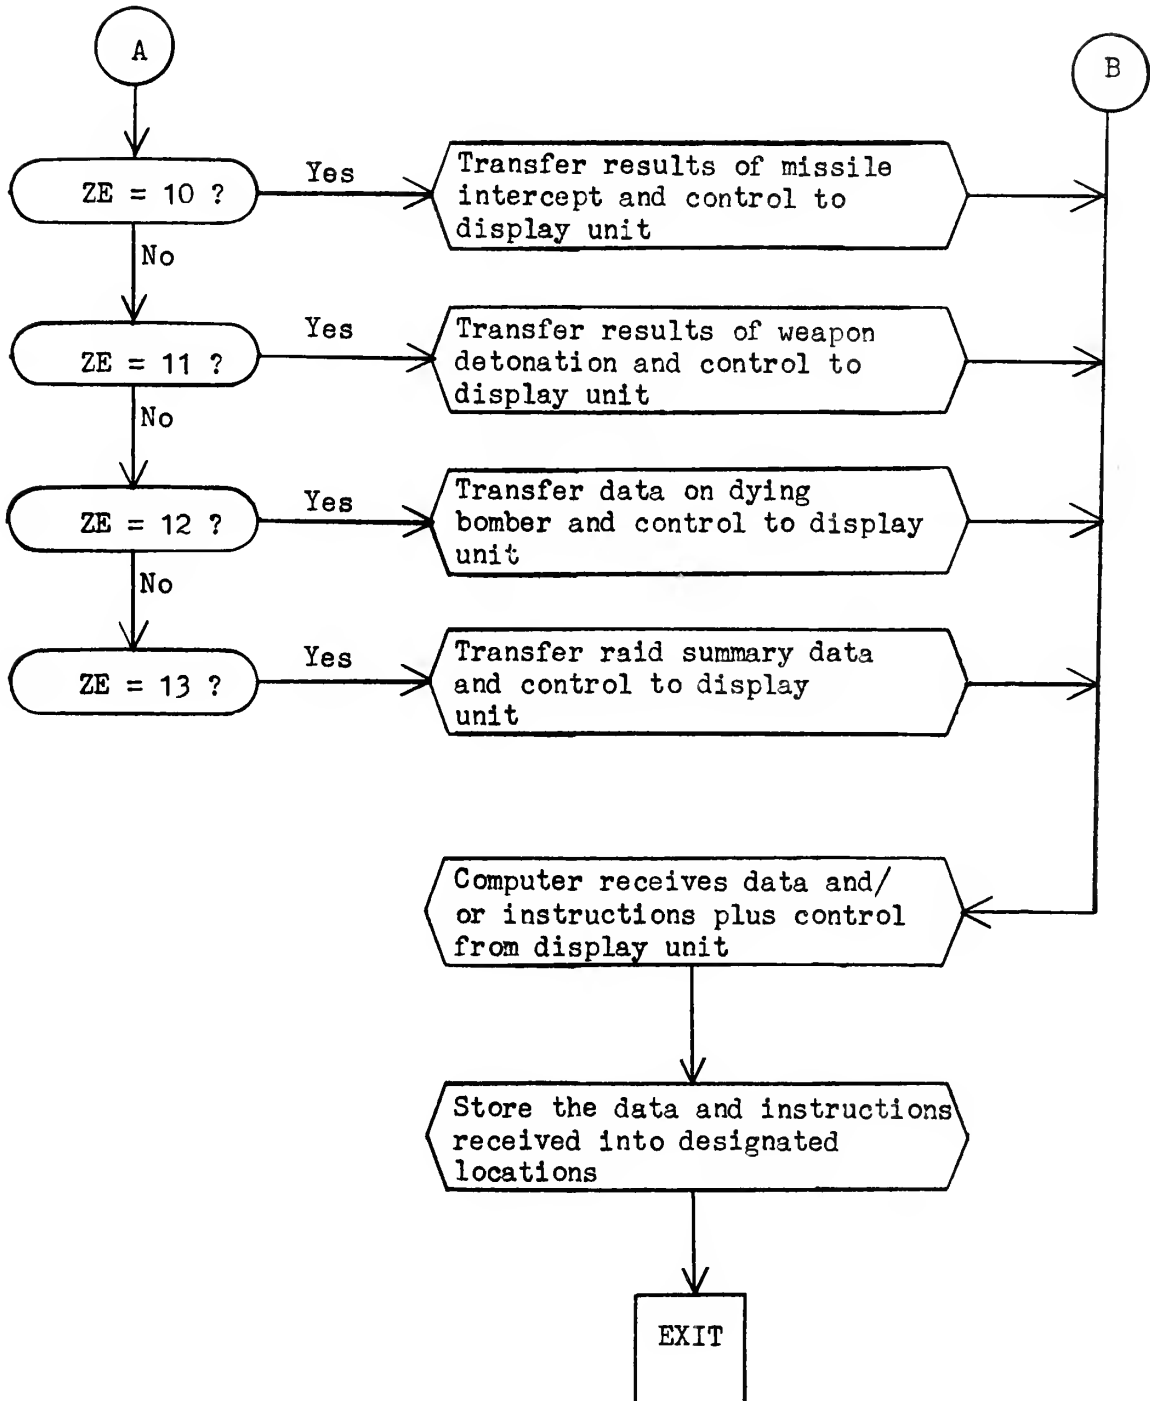 A
B
ZE = 10 ?
Yes
Transfer results of missile
intercept and control to
display unit
No
ZE = 11 ?
Yes
Transfer results of weapon
detonation and control to
display unit
No
ZE = 12 ?
Yes
Transfer data on dying
bomber and control to display
unit
No
ZE = 13 ?
Yes
Transfer raid summary data
and control to display
unit
Computer receives data and/
or instructions plus control
from display unit
Store the data and instructions
received into designated
locations
EXIT